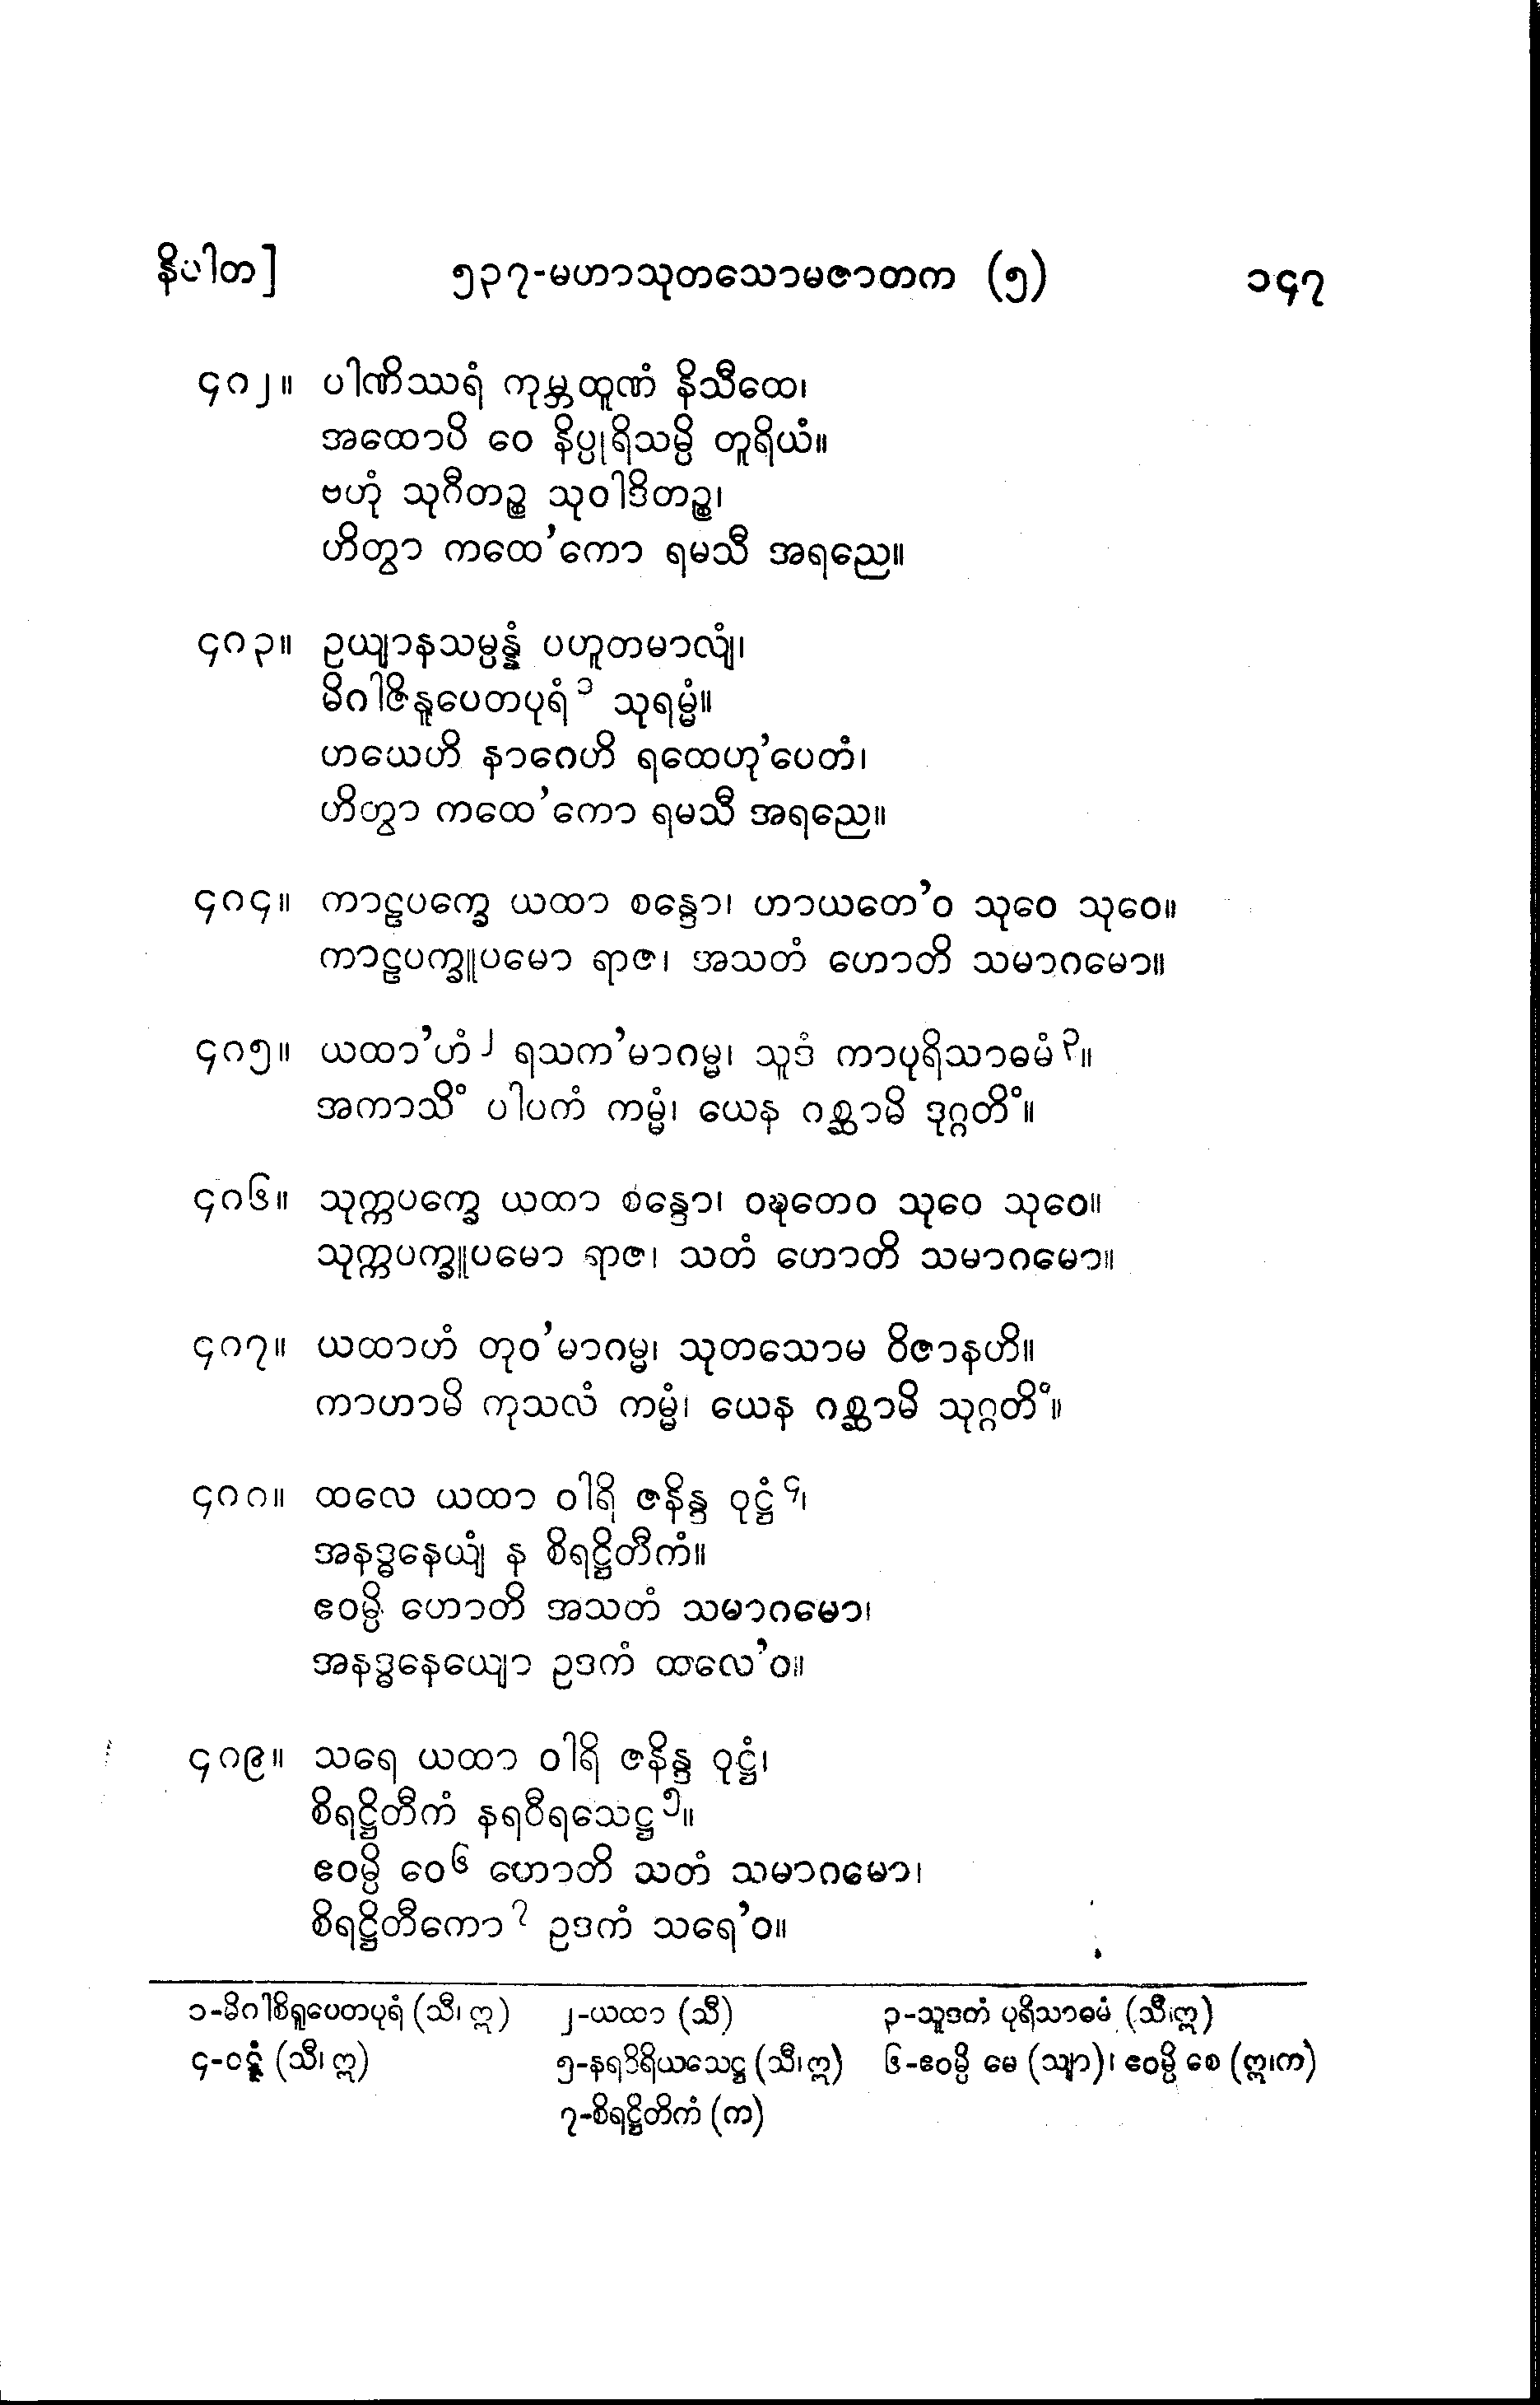 နိပါတ]
၅၃၇-မဟာသုတသောမဇာတက (၅)
၁၄၇
၄၈၂။ ပါဏိဿရံ ကုမ္ဘထူဏံ နိသီထေ၊
အထောပိ ဝေ နိပ္ပုရိသမ္ပိ တူရိယံ။
ဗဟုံ သုဂီတဉ္စ သုဝါဒိတဉ္စ၊
ဟိတွာ ကထေ’ကော ရမသီ အရညေ။
၄၈၃။ ဥယျာနသမ္ပန္နံ ပဟူတမာလျံ၊
မိဂါဇိနူပေတပုရံ ၁ သုရမ္မံ။
ဟယေဟိ နာဂေဟိ ရထေဟု’ပေတံ၊
ဟိတွာ ကထေ’ကော ရမသီ အရညေ။
၄၈၄။ ကာဠပက္ခေ ယထာ စန္ဒော၊ ဟာယတေ’ဝ သုဝေ သုဝေ။
ကာဠပက္ခူပမော ရာဇ၊ အသတံ ဟောတိ သမာဂမော။
၄၈၅။ ယထာ’ဟံ ၂ ရသက’မာဂမ္မ၊ သူဒံ ကာပုရိသာဓမံ ၃။
အကာသိံ ပါပကံ ကမ္မံ၊ ယေန ဂစ္ဆာမိ ဒုဂ္ဂတိံ။
၄၈၆။ သုက္ကပက္ခေ ယထာ စန္ဒော၊ ဝဍ္ဎတေဝ သုဝေ သုဝေ။
သုက္ကပက္ခူပမော ရာဇ၊ သတံ ဟောတိ သမာဂမော။
၄၈၇။ ယထာဟံ တုဝ’မာဂမ္မ၊ သုတသောမ ဝိဇာနဟိ။
ကာဟာမိ ကုသလံ ကမ္မံ၊ ယေန ဂစ္ဆာမိ သုဂ္ဂတိံ။
၄၈၈။ ထလေ ယထာ ဝါရိ ဇနိန္ဒ ဝုဋ္ဌံ ၄၊
အနဒ္ဓနေယျံ န စိရဋ္ဌိတီကံ။
ဧဝမ္ပိ ဟောတိ အသတံ သမာဂမော၊
အနဒ္ဓနေယျော ဥဒကံ ထလေ’ဝ။
၄၈၉။ သရေ ယထာ ဝါရိ ဇနိန္ဒ ဝုဋ္ဌံ၊
စိရဋ္ဌိတီကံ နရဝီရသေဋ္ဌ ၅။
ဧဝမ္ပိ ဝေ ၆ ဟောတိ သတံ သမာဂမော၊
စိရဋ္ဌိတီကော ၇ ဥဒကံ သရေ’ဝ။
၁-မိဂါစိရူပေတပုရံ (သီ၊ ဣ) ၂-ယထာ (သီ) ၃-သူဒကံ ပုရိသာဓမံ (သီ၊ဣ)
၄-ဝဋ္ဋံ (သီ၊ ဣ) ၅-နရဝိရိယသေဋ္ဌ (သီ၊ဣ) ၆-ဧဝမ္ပိ မေ (သျာ)၊ ဧဝမ္ပိ စေ (ဣ၊က)
၇-စိရဋ္ဌိတိကံ (က)